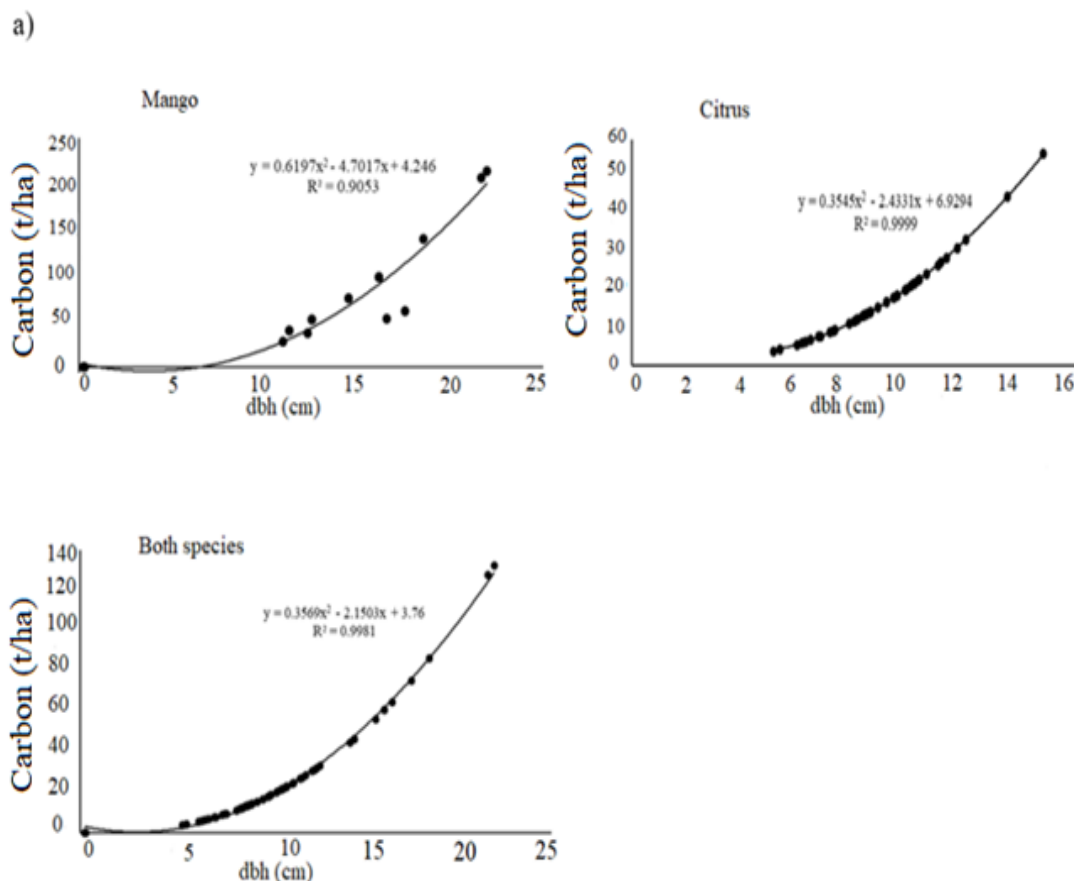 a)
Mango
Carbon (t/ha)
250
200
150
100
50
0
y = 0.6197x² - 4.7017x + 4.246
R² = 0.9053
0 5 10 15 20 25
dbh (cm)
Citrus
60
50
40
30
20
10
0
y = 0.3545x² - 2.4331x + 6.9294
R² = 0.9999
0 2 4 6 8 10 12 14 16
dbh (cm)
Carbon (t/ha)
Both species
Carbon (t/ha)
140
120
100
80
60
40
20
0
y = 0.3569x² - 2.1503x + 3.76
R² = 0.9981
0 5 10 15 20 25
dbh (cm)